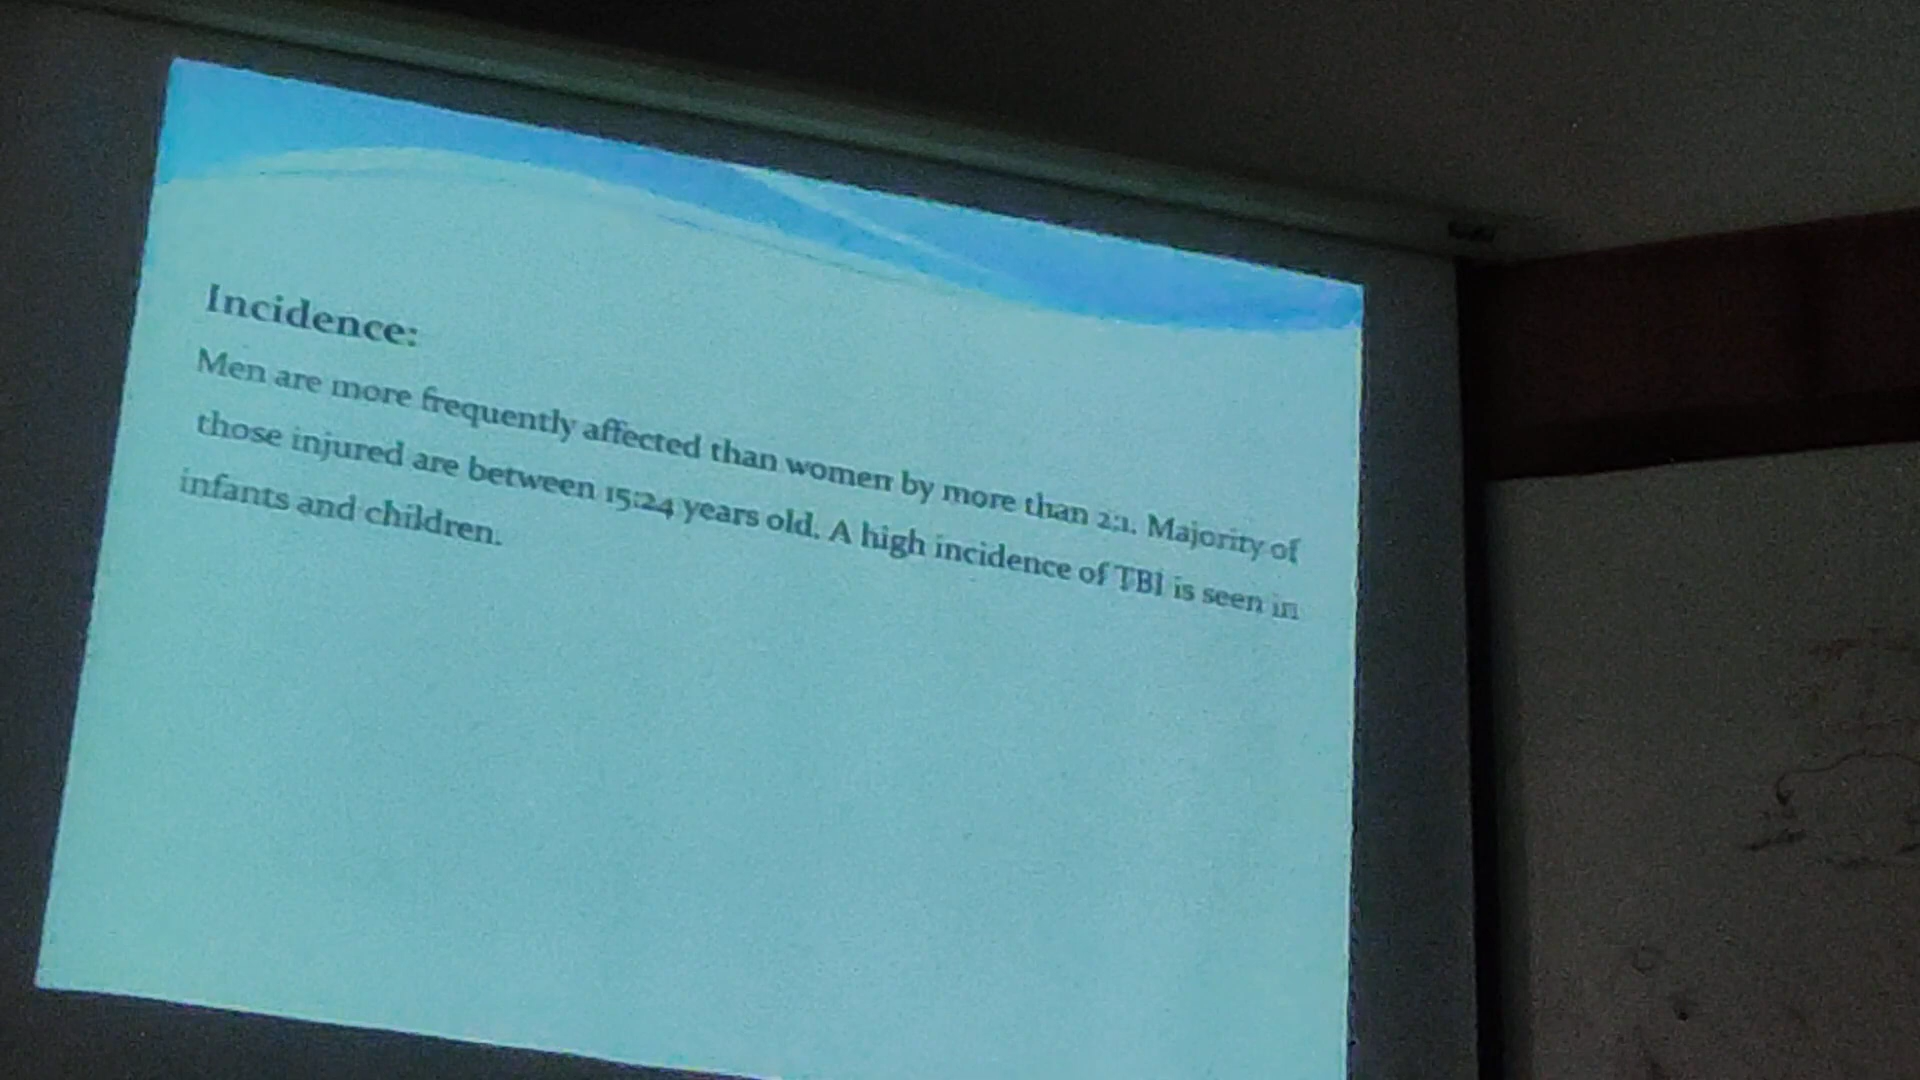 Incidence:
Men are more frequently affected than women by more than 2:1. Majority of
those injured are between 15:24 years old. A high incidence of TBI is seen in
infants and children.